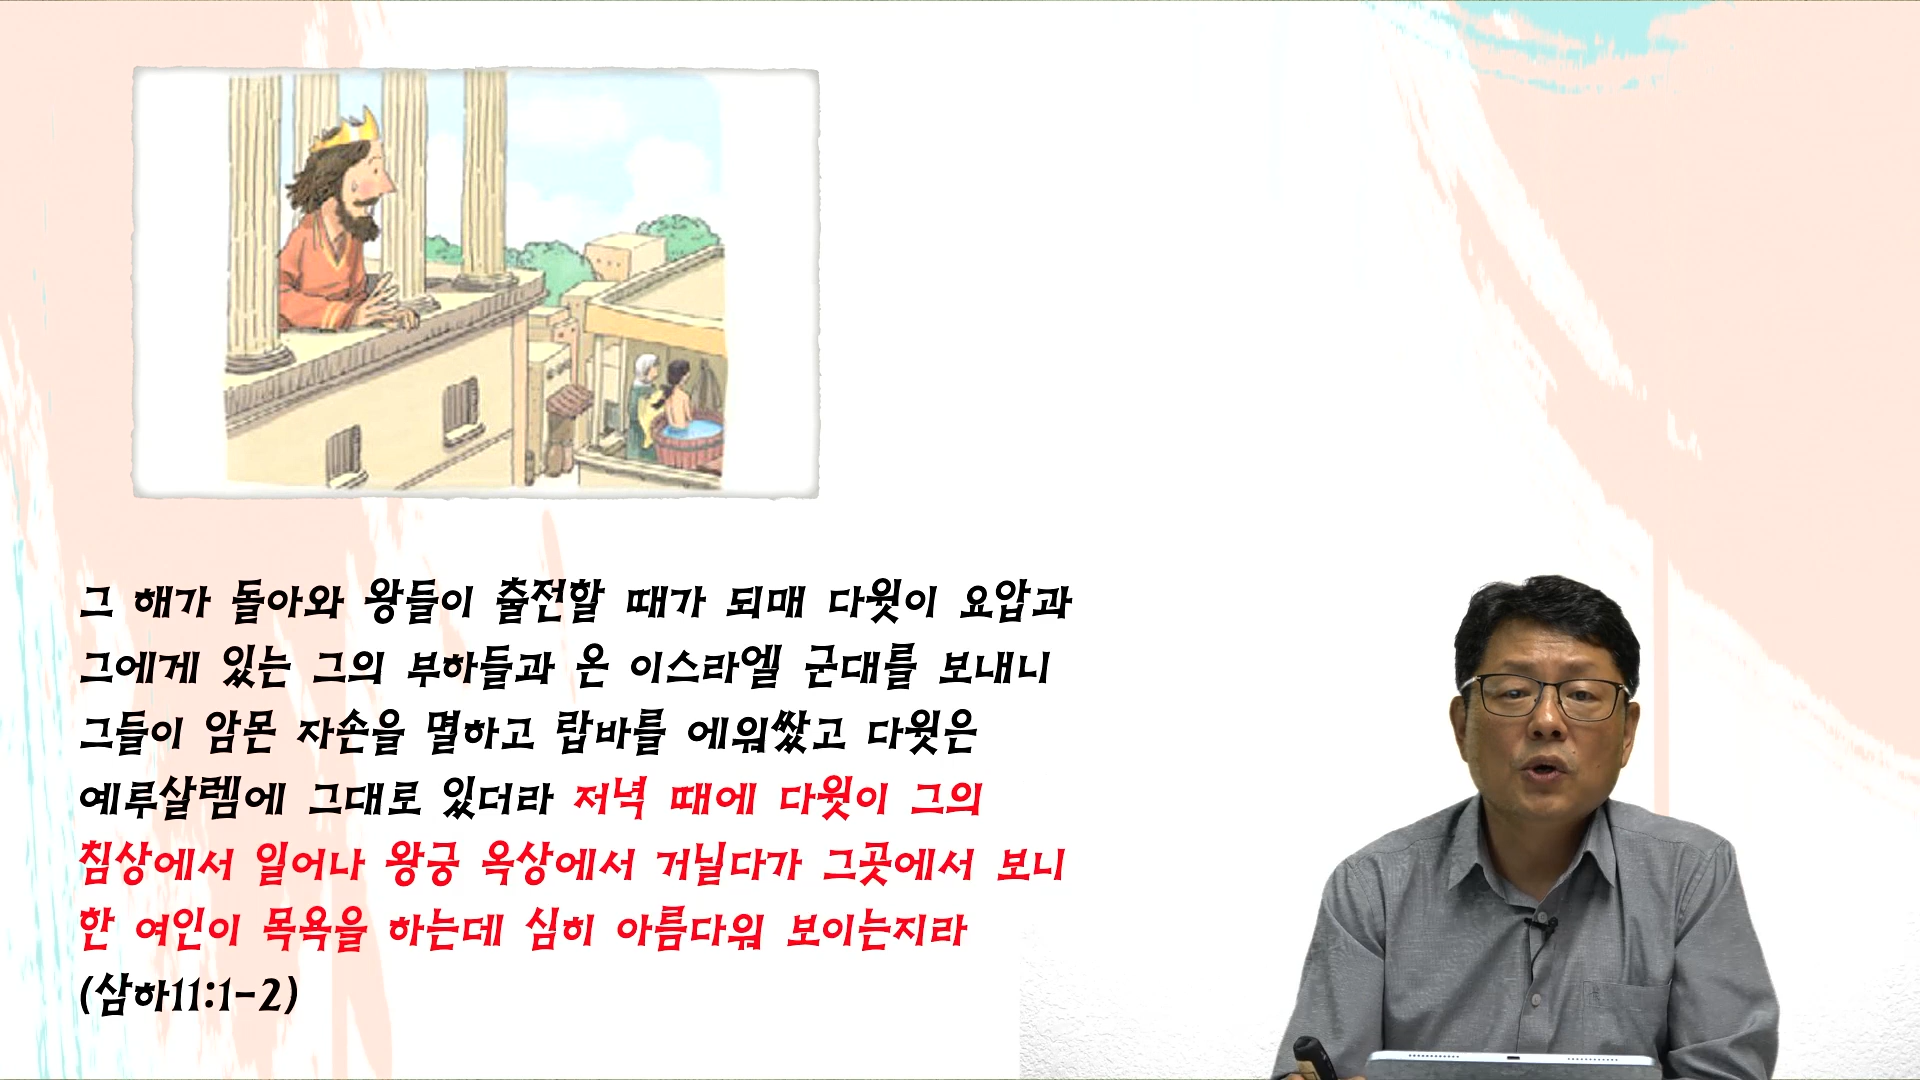 그 해가 돌아와 왕들이 출전할 때가 되매 다윗이 요압과
그에게 있는 그의 부하들과 온 이스라엘 군대를 보내니
그들이 암몬 자손을 멸하고 랍바를 에워쌌고 다윗은
예루살렘에 그대로 있더라 저녁 때에 다윗이 그의
침상에서 일어나 왕궁 옥상에서 거닐다가 그곳에서 보니
한 여인이 목욕을 하는데 심히 아름다워 보이는지라
(삼하11:1-2)